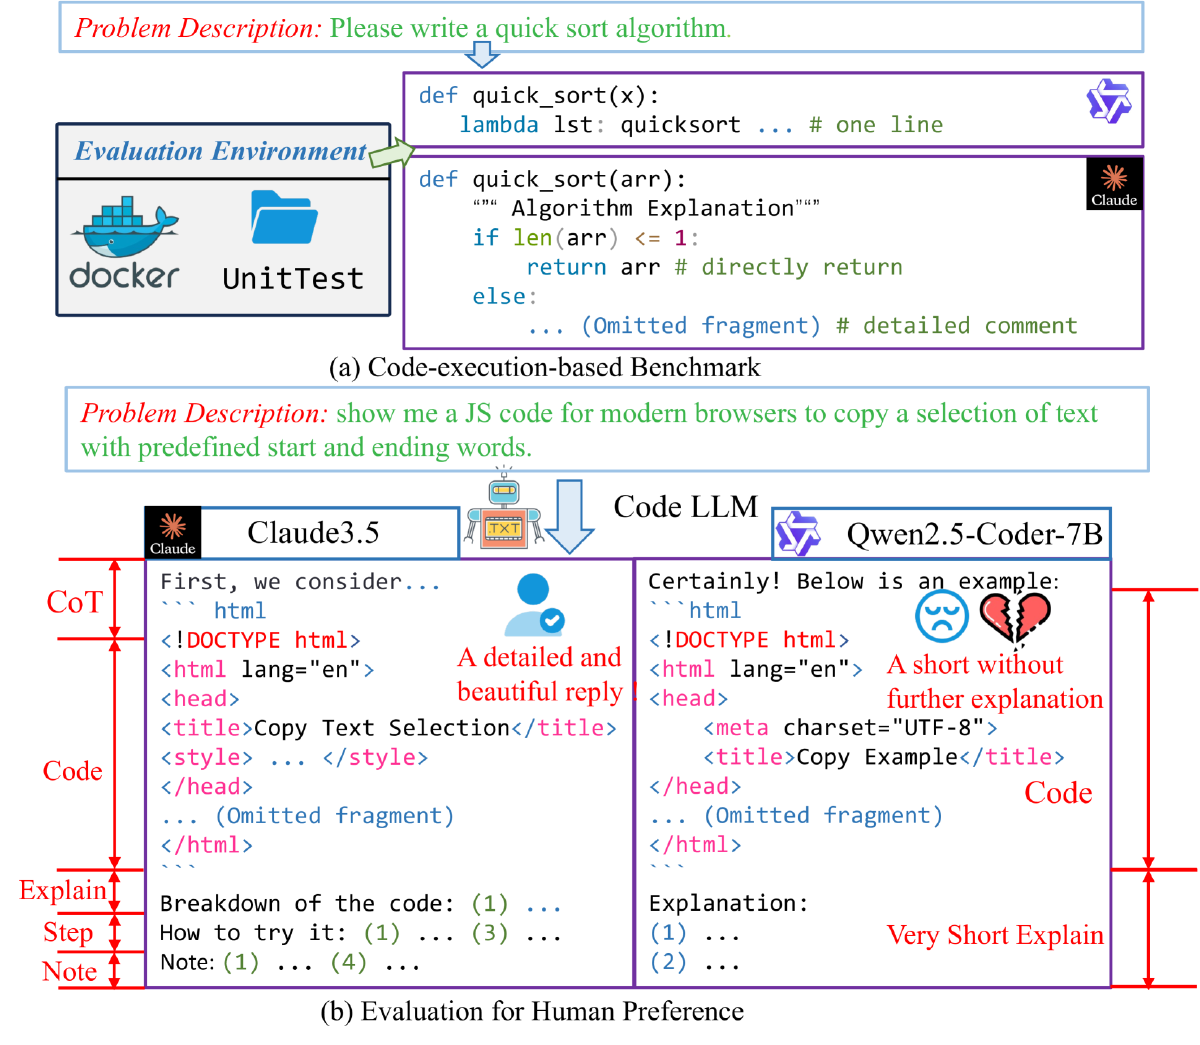 Problem Description: Please write a quick sort algorithm.
def quick_sort(x):
lambda lst: quicksort ... # one line
Evaluation Environment
docker
UnitTest
def quick_sort(arr):
“”“ Algorithm Explanation”“”
Claude
if len(arr) <= 1:
return arr # directly return
else:
... (Omitted fragment) # detailed comment
(a) Code-execution-based Benchmark
Problem Description: show me a JS code for modern browsers to copy a selection of text
with predefined start and ending words.
TXT
Code LLM
Claude
Claude3.5
Qwen2.5-Coder-7B
CoT
Code
Explain
Step
Note
First, we consider...
``` html
<!DOCTYPE html>
<html lang="en">
<head>
<title>Copy Text Selection</title>
<style> ... </style>
</head>
... (Omitted fragment)
</html>
```
Breakdown of the code: (1) ...
How to try it: (1) ... (3) ...
Note: (1) ... (4) ...
A detailed and
beautiful reply !
Certainly! Below is an example:
```html
<!DOCTYPE html>
<html lang="en">
<head>
<meta charset="UTF-8">
<title>Copy Example</title>
</head>
... (Omitted fragment)
</html>
```
Explanation:
(1) ...
(2) ...
A short without
further explanation
Code
Very Short Explain
(b) Evaluation for Human Preference